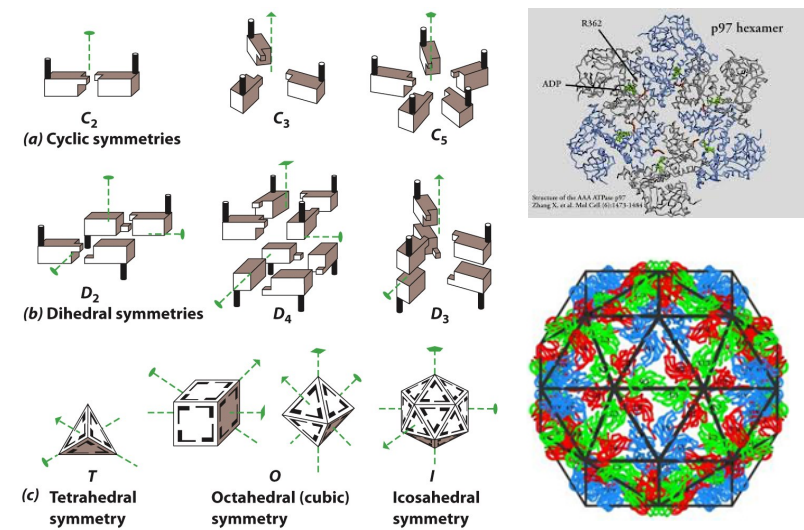 C2
C3
C5
(a) Cyclic symmetries
D2
D4
D3
(b) Dihedral symmetries
T
O
I
(c) Tetrahedral symmetry
Octahedral (cubic) symmetry
Icosahedral symmetry
R362
p97 hexamer
ADP
Structure of the AAA ATPase p97
Zhang X, et al. Mol Cell (6):1473-1484